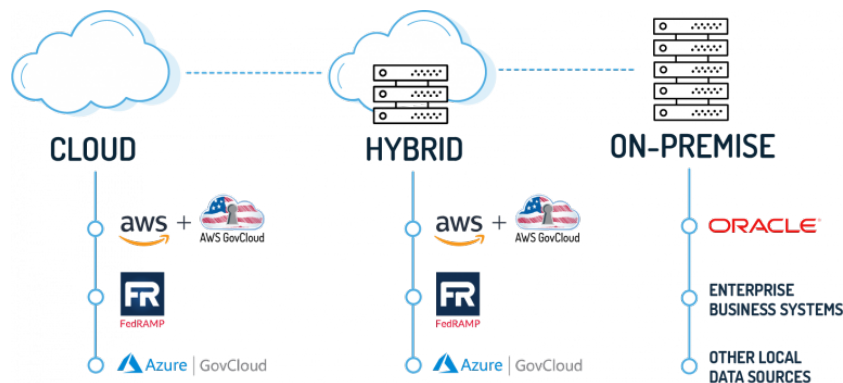 CLOUD
HYBRID
ON-PREMISE
aws + AWS GovCloud
FR
FedRAMP
Azure | GovCloud
aws + AWS GovCloud
FR
FedRAMP
Azure | GovCloud
ORACLE
ENTERPRISE
BUSINESS SYSTEMS
OTHER LOCAL
DATA SOURCES